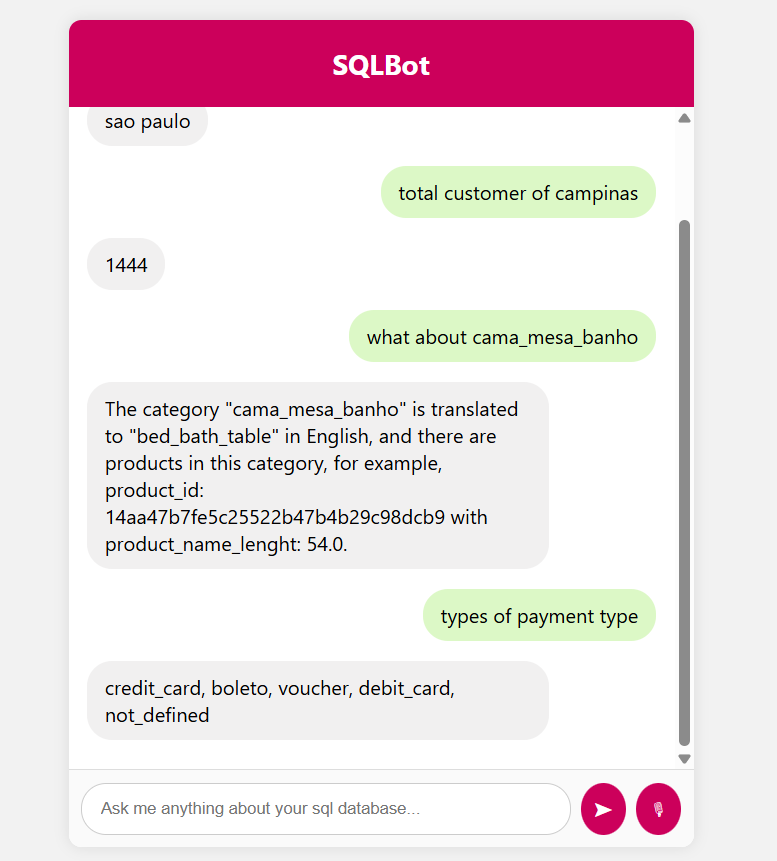 SQLBot
sao paulo
total customer of campinas
1444
what about cama_mesa_banho
The category "cama_mesa_banho" is translated
to "bed_bath_table" in English, and there are
products in this category, for example,
product_id:
14aa47b7fe5c25522b47b4b29c98dcb9 with
product_name_lenght: 54.0.
types of payment type
credit_card, boleto, voucher, debit_card,
not_defined
Ask me anything about your sql database...